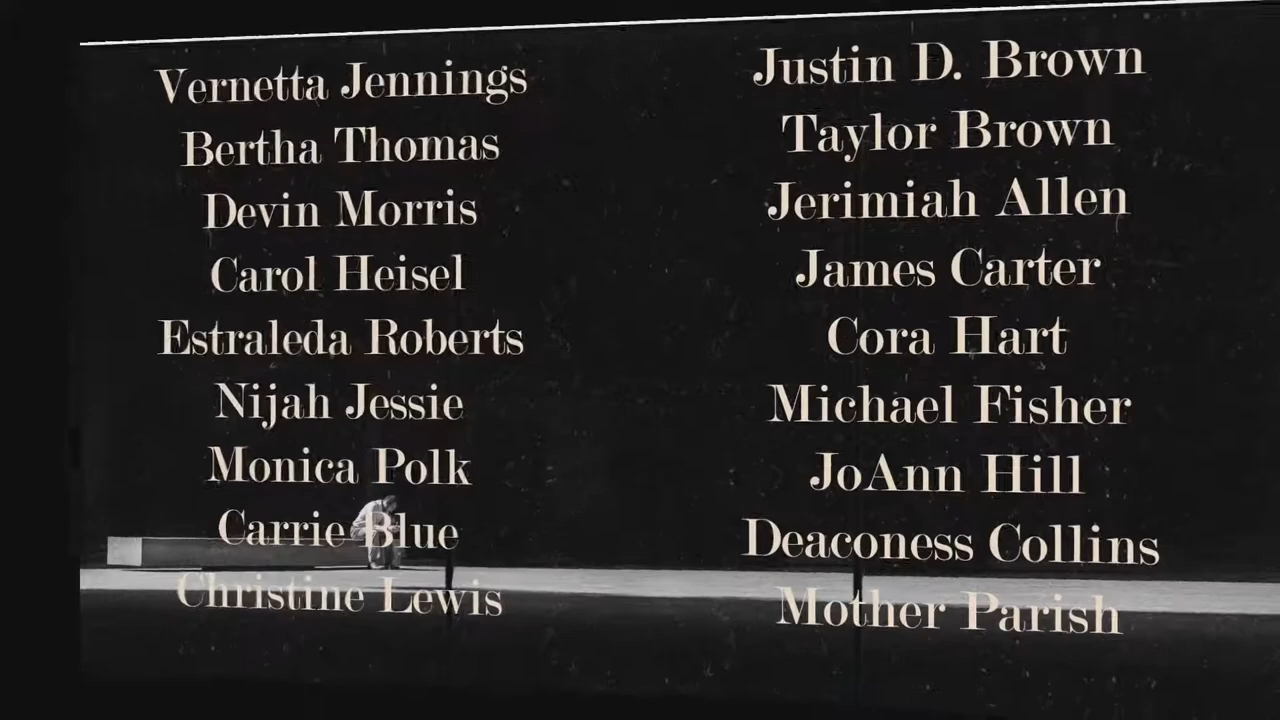 Vernetta Jennings
Bertha Thomas
Devin Morris
Carol Heisel
Estraleda Roberts
Nijah Jessie
Monica Polk
Carrie Blue
Christine Lewis
Justin D. Brown
Taylor Brown
Jerimiah Allen
James Carter
Cora Hart
Michael Fisher
JoAnn Hill
Deaconess Collins
Mother Parish